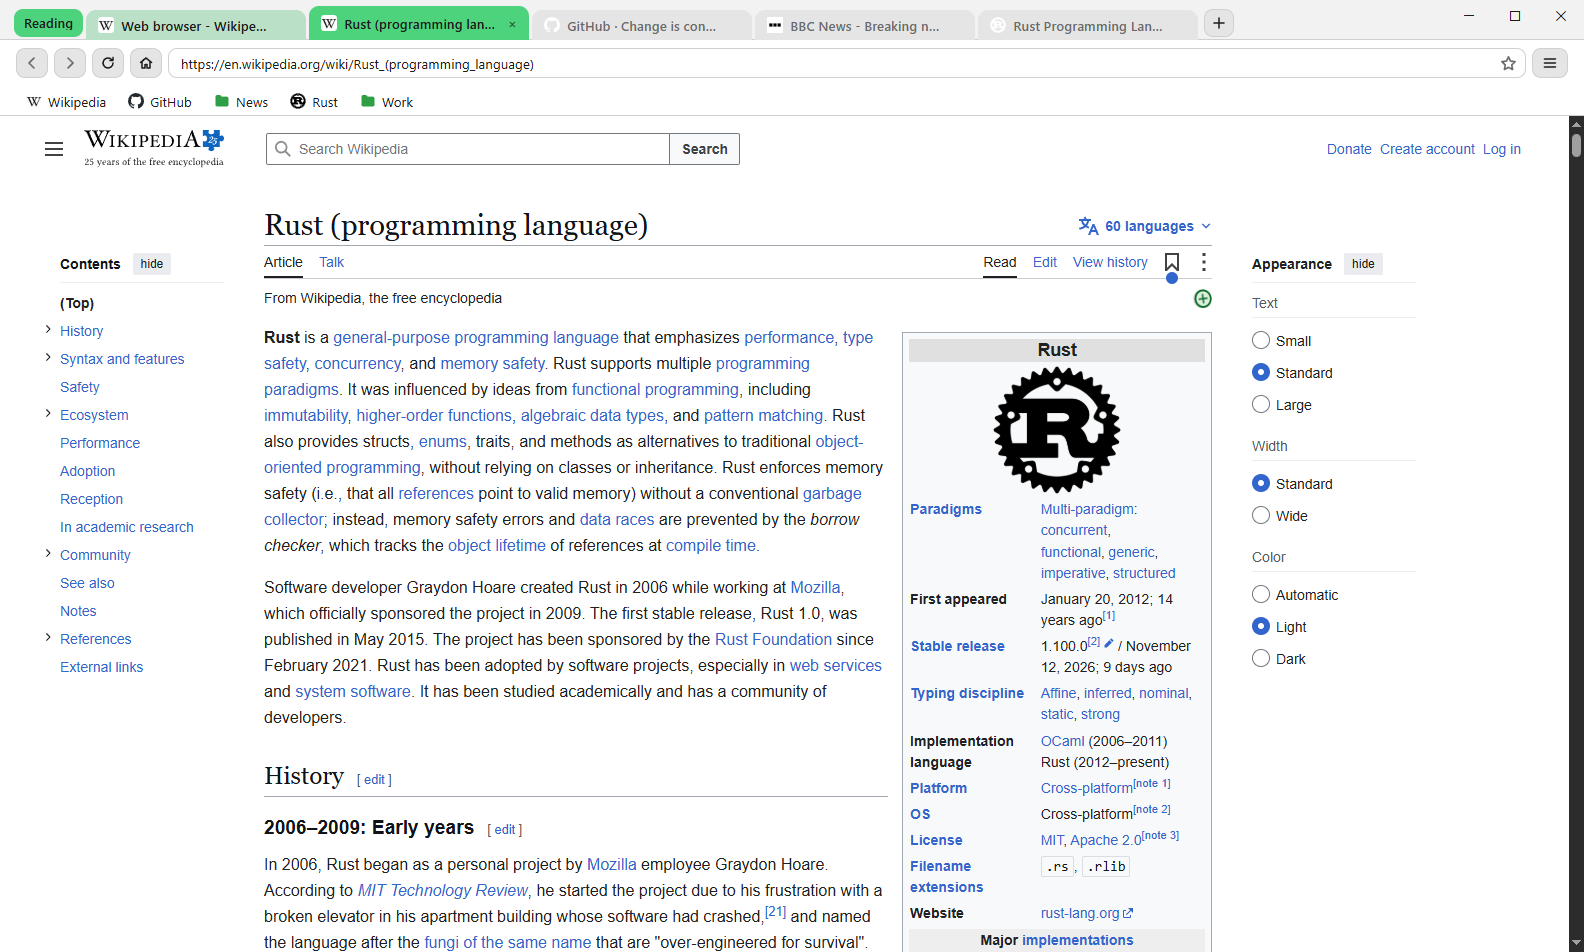 Reading
Web browser - Wikipe...
Rust (programming lan...
GitHub · Change is con...
BBC News - Breaking n...
Rust Programming Lan...
https://en.wikipedia.org/wiki/Rust_(programming_language)
Wikipedia
GitHub
News
Rust
Work
WIKIPEDIA
25
25 years of the free encyclopedia
Search Wikipedia
Search
Donate
Create account
Log in
Rust (programming language)
60 languages
Article
Talk
Read
Edit
View history
From Wikipedia, the free encyclopedia
Contents
hide
(Top)
History
Syntax and features
Safety
Ecosystem
Performance
Adoption
Reception
In academic research
Community
See also
Notes
References
External links
Rust is a general-purpose programming language that emphasizes performance, type
safety, concurrency, and memory safety. Rust supports multiple programming
paradigms. It was influenced by ideas from functional programming, including
immutability, higher-order functions, algebraic data types, and pattern matching. Rust
also provides structs, enums, traits, and methods as alternatives to traditional object-
oriented programming, without relying on classes or inheritance. Rust enforces memory
safety (i.e., that all references point to valid memory) without a conventional garbage
collector; instead, memory safety errors and data races are prevented by the borrow
checker, which tracks the object lifetime of references at compile time.
Software developer Graydon Hoare created Rust in 2006 while working at Mozilla,
which officially sponsored the project in 2009. The first stable release, Rust 1.0, was
published in May 2015. The project has been sponsored by the Rust Foundation since
February 2021. Rust has been adopted by software projects, especially in web services
and system software. It has been studied academically and has a community of
developers.
History [ edit ]
2006–2009: Early years [ edit ]
In 2006, Rust began as a personal project by Mozilla employee Graydon Hoare.
According to MIT Technology Review, he started the project due to his frustration with a
broken elevator in his apartment building whose software had crashed,[21] and named
the language after the fungi of the same name that are "over-engineered for survival".
Rust
R
Paradigms
Multi-paradigm:
concurrent,
functional, generic,
imperative, structured
First appeared
January 20, 2012; 14
years ago[1]
Stable release
1.100.0[2] / November
12, 2026; 9 days ago
Typing discipline
Affine, inferred, nominal,
static, strong
Implementation
language
OCaml (2006–2011)
Rust (2012–present)
Platform
Cross-platform[note 1]
OS
Cross-platform[note 2]
License
MIT, Apache 2.0[note 3]
Filename
extensions
.rs, .rlib
Website
rust-lang.org
Major implementations
Appearance
hide
Text
Small
Standard
Large
Width
Standard
Wide
Color
Automatic
Light
Dark